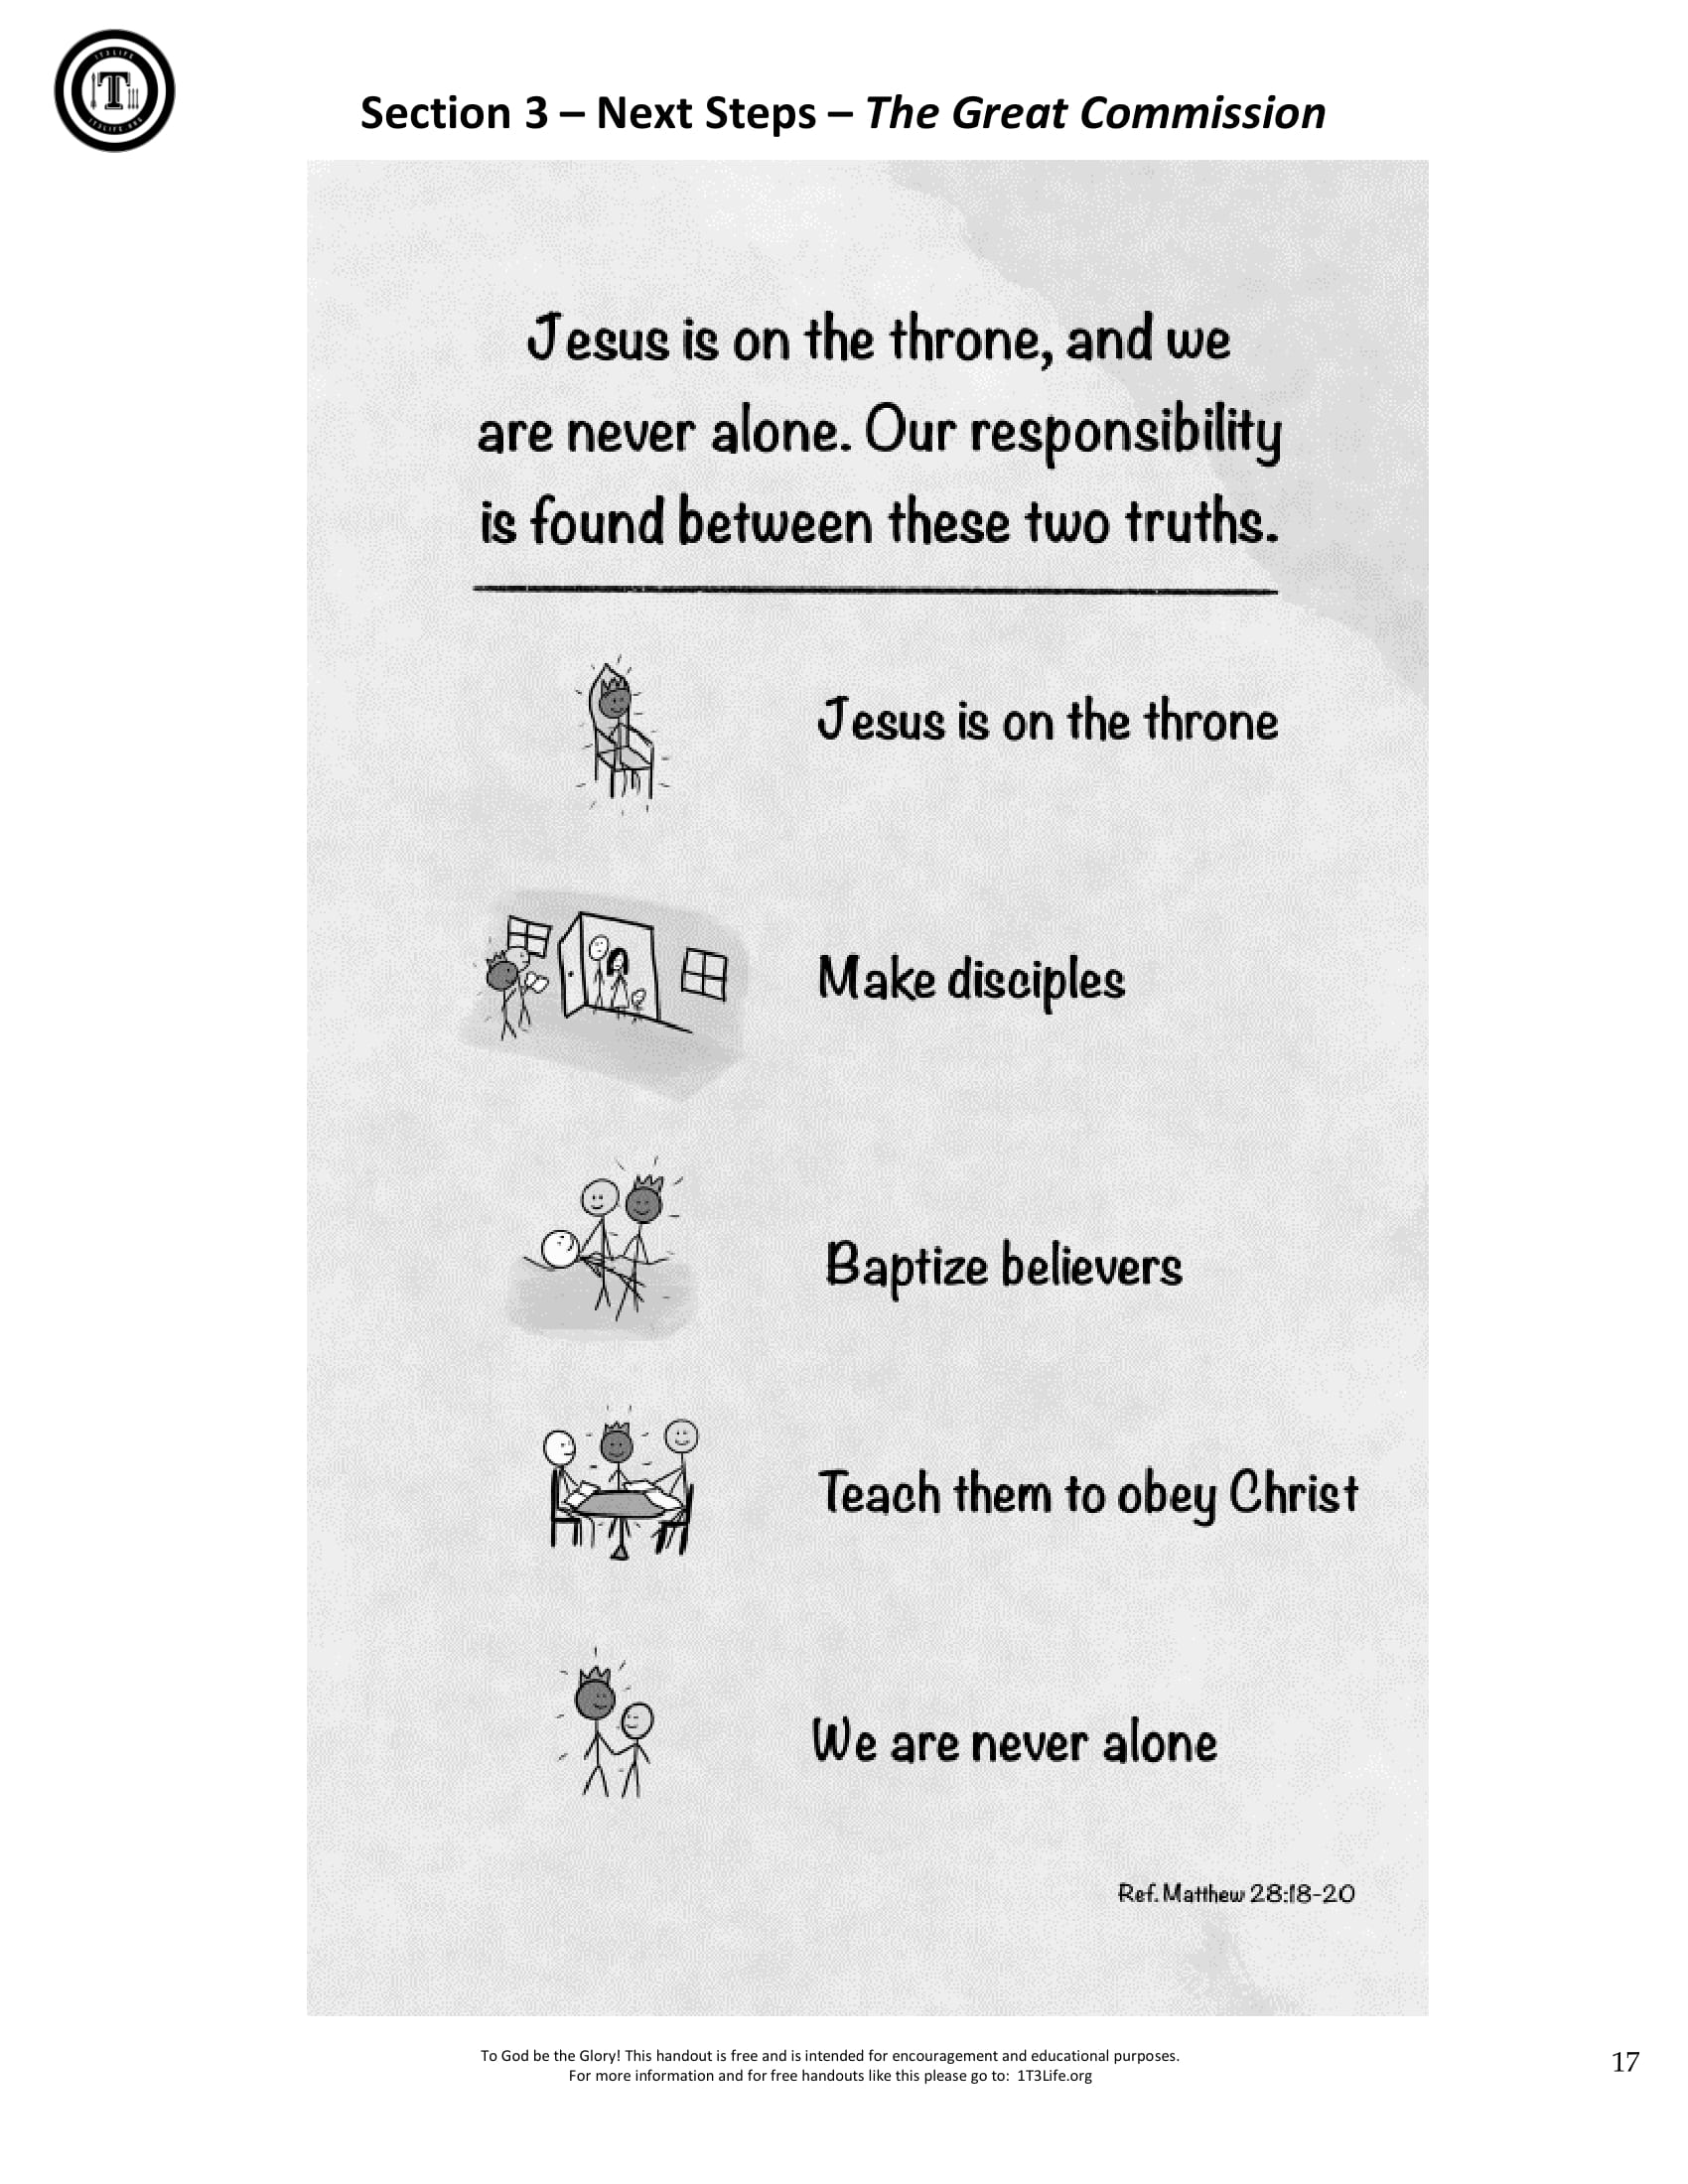 1T3LIFE
T
1T3LIFE.ORG
Section 3 – Next Steps – The Great Commission
Jesus is on the throne, and we
are never alone. Our responsibility
is found between these two truths.
Jesus is on the throne
Make disciples
Baptize believers
Teach them to obey Christ
We are never alone
Ref. Matthew 28:18-20
To God be the Glory! This handout is free and is intended for encouragement and educational purposes.
For more information and for free handouts like this please go to: 1T3Life.org
17